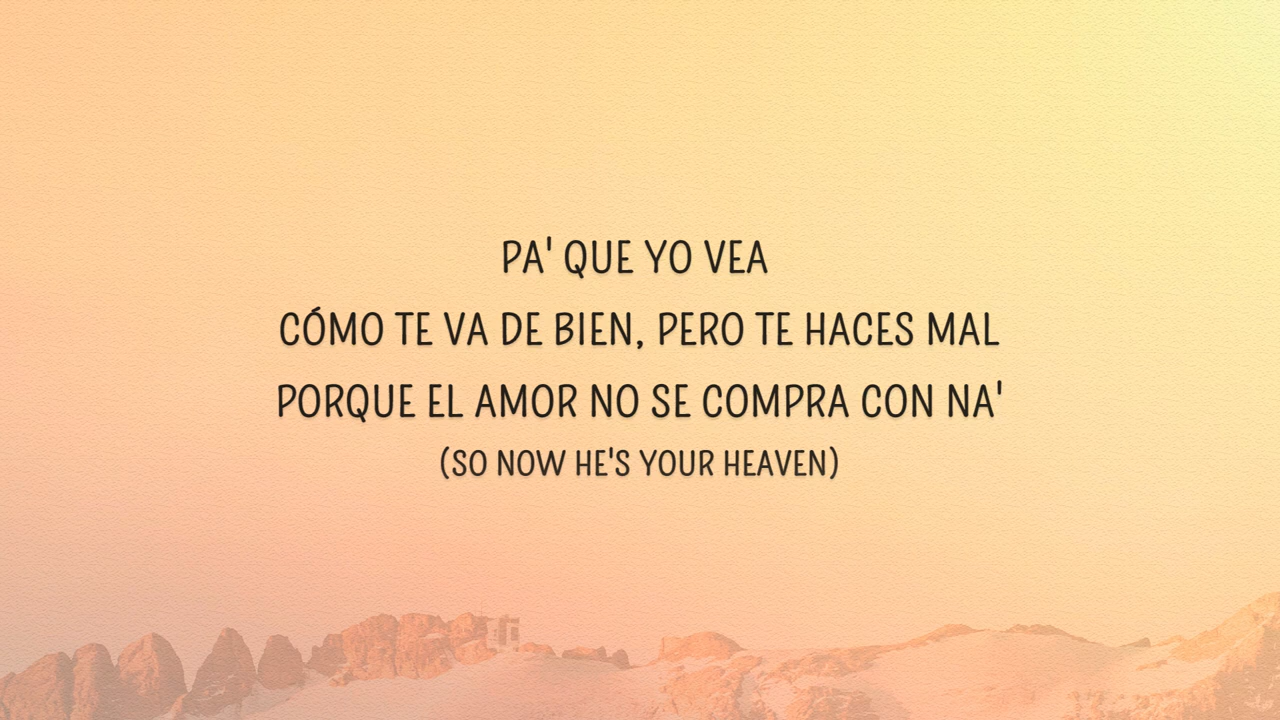 PA' QUE YO VEA
CÓMO TE VA DE BIEN, PERO TE HACES MAL
PORQUE EL AMOR NO SE COMPRA CON NA'
(SO NOW HE'S YOUR HEAVEN)